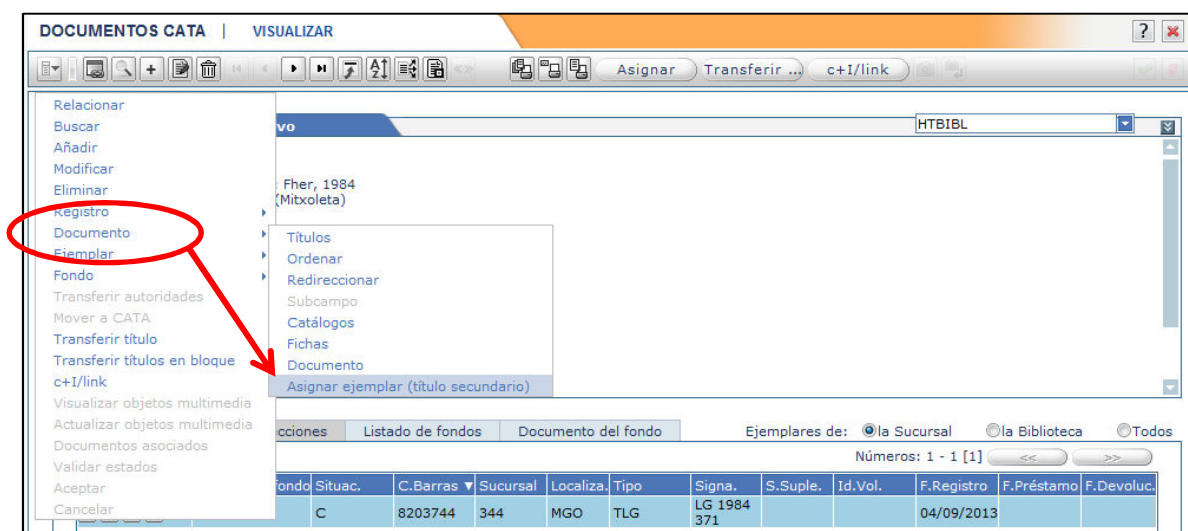 DOCUMENTOS CATA | VISUALIZAR
?
Asignar Transferir ... c+I/link
Relacionar
Buscar
vo HTBIBL
Añadir
Modificar
Eliminar
: Fher, 1984
(Mitxoleta)
Registro
Documento
Ejemplar
Fondo
Transferir autoridades
Mover a CATA
Transferir título
Transferir títulos en bloque
c+I/link
Visualizar objetos multimedia
Actualizar objetos multimedia
Documentos asociados
Validar estados
Aceptar
Cancelar
Títulos
Ordenar
Redireccionar
Subcampo
Catálogos
Fichas
Documento
Asignar ejemplar (título secundario)
cciones Listado de fondos Documento del fondo Ejemplares de: la Sucursal la Biblioteca Todos
Números: 1 - 1 [1] << >>
fondo Situac. C.Barras ▼ Sucursal Localiza. Tipo Signa. S.Suple. Id.Vol. F.Registro F.Préstamo F.Devoluc.
C 8203744 344 MGO TLG LG 1984 371 04/09/2013